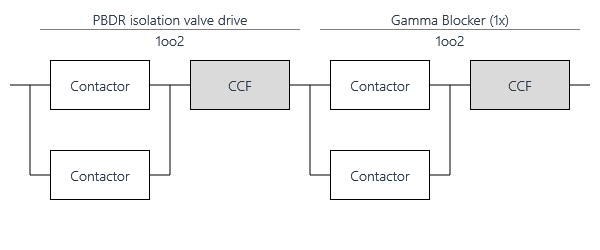 PBDR isolation valve drive
Gamma Blocker (1x)
1oo2
1oo2
Contactor
CCF
Contactor
CCF
Contactor
Contactor